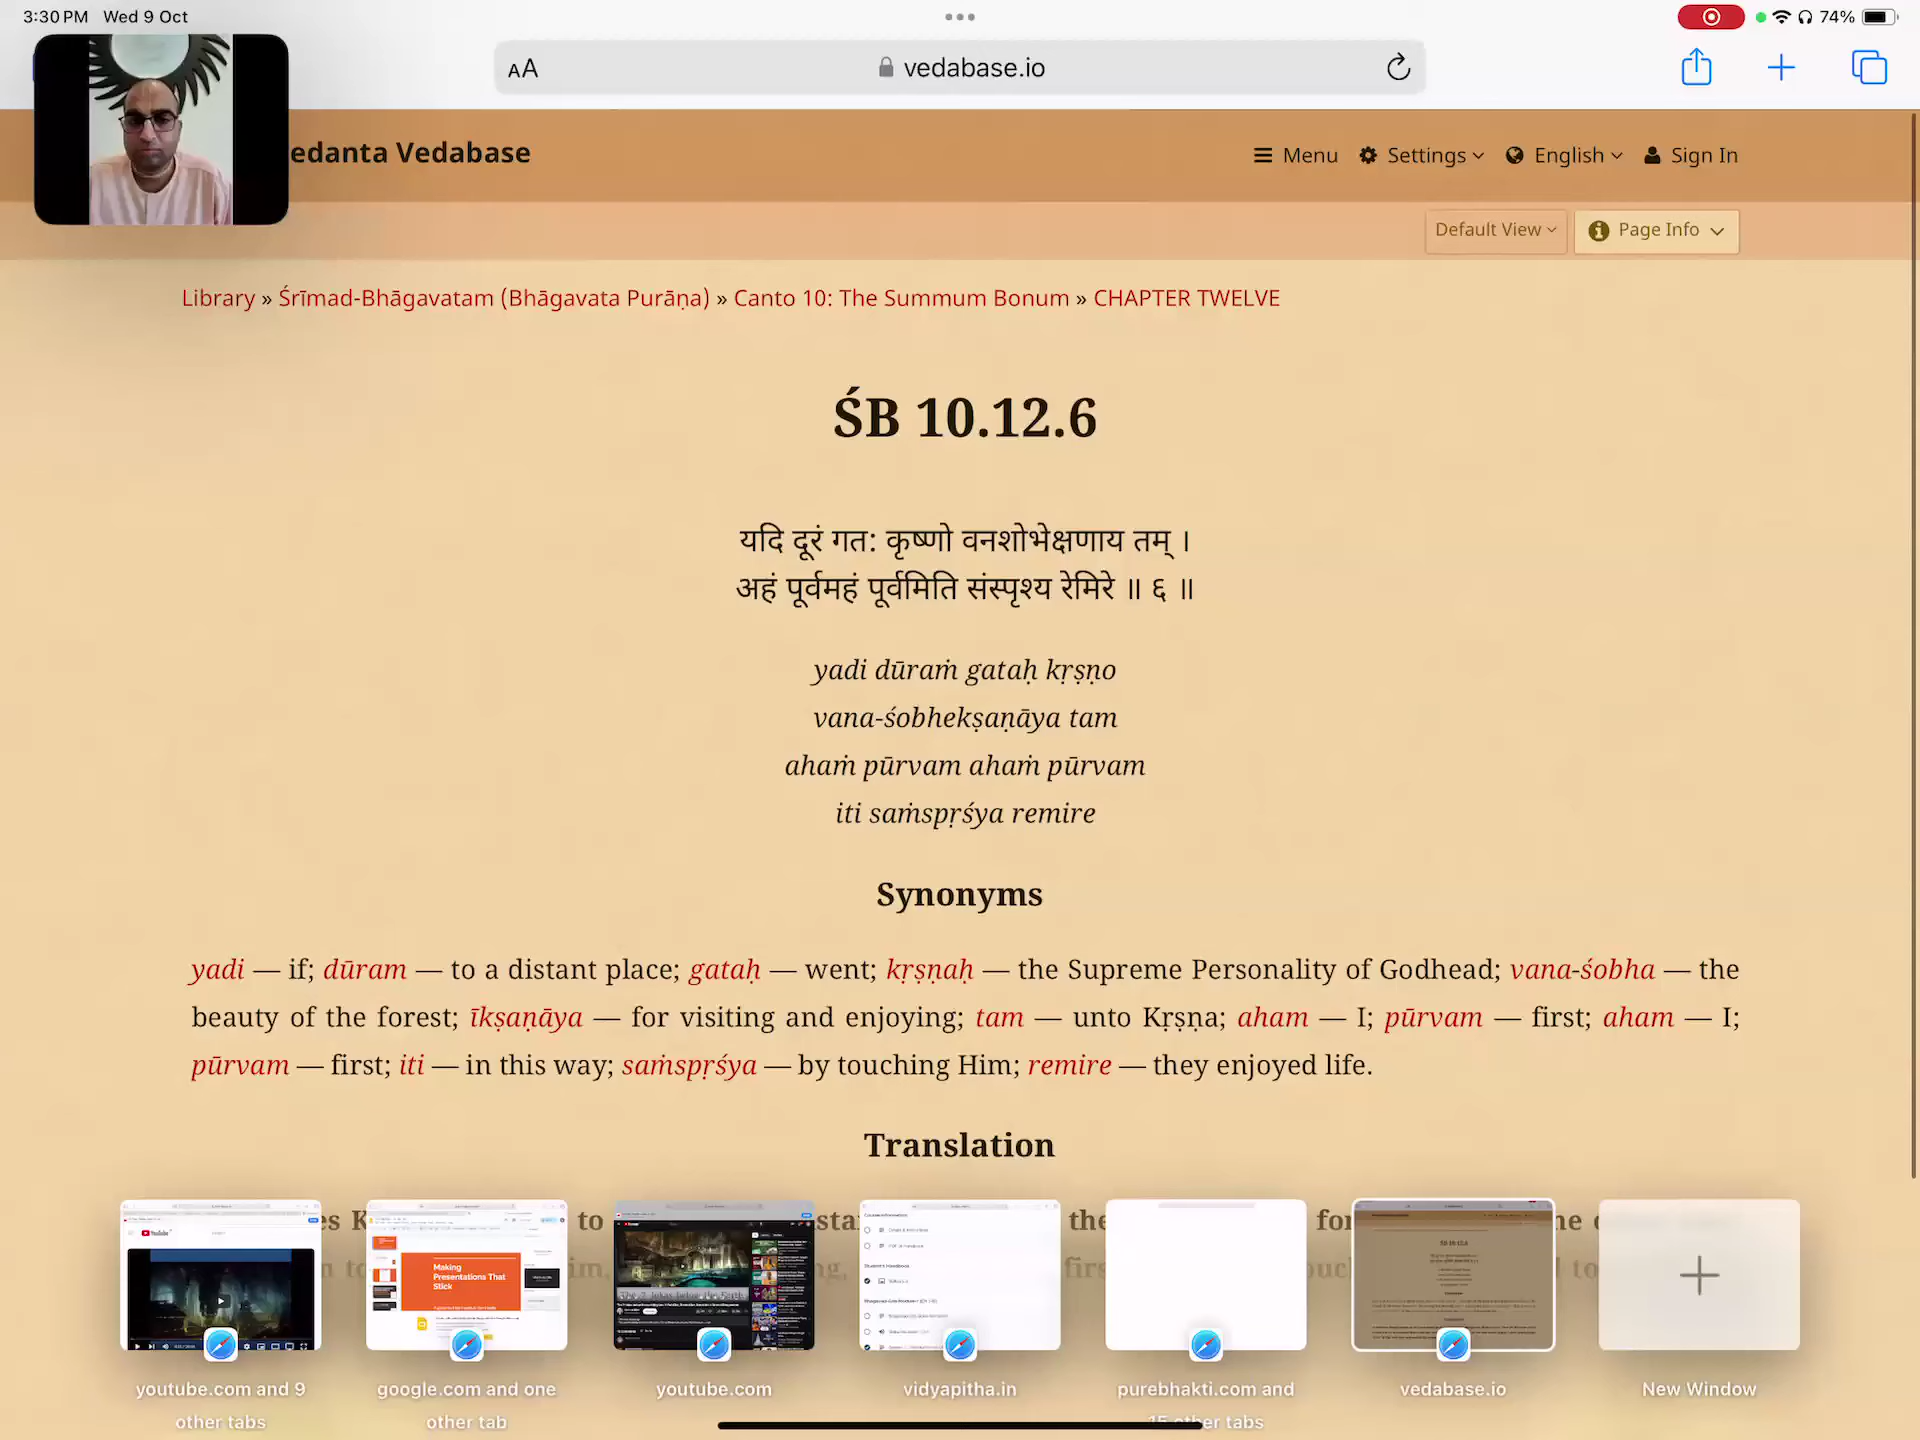 3:30 PM Wed 9 Oct
74%
AA
vedabase.io
edanta Vedabase
Menu Settings English Sign In
Default View Page Info
Library » Śrīmad-Bhāgavatam (Bhāgavata Purāṇa) » Canto 10: The Summum Bonum » CHAPTER TWELVE
ŚB 10.12.6
यदि दूरं गत: कृष्णो वनशोभेक्षणाय तम् ।
अहं पूर्वमहं पूर्वमिति संस्पृश्य रेमिरे ॥ ६ ॥
yadi dūraṁ gataḥ kṛṣṇo
vana-śobhekṣaṇāya tam
ahaṁ pūrvam ahaṁ pūrvam
iti saṁspṛśya remire
Synonyms
yadi — if; dūram — to a distant place; gataḥ — went; kṛṣṇaḥ — the Supreme Personality of Godhead; vana-śobha — the
beauty of the forest; īkṣaṇāya — for visiting and enjoying; tam — unto Kṛṣṇa; aham — I; pūrvam — first; aham — I;
pūrvam — first; iti — in this way; saṁspṛśya — by touching Him; remire — they enjoyed life.
Translation
Making
Presentations That
Stick
youtube.com and 9
other tabs
google.com and one
other tab
youtube.com
vidyapitha.in
purebhakti.com and
15 other tabs
vedabase.io
New Window